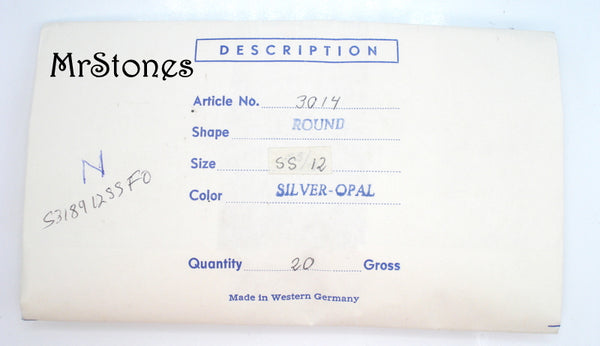 DESCRIPTION
MrStones
Article No. 3014
Shape ROUND
Size SS/12
Color SILVER-OPAL
N
S3189 12SS FO
Quantity 20 Gross
Made in Western Germany